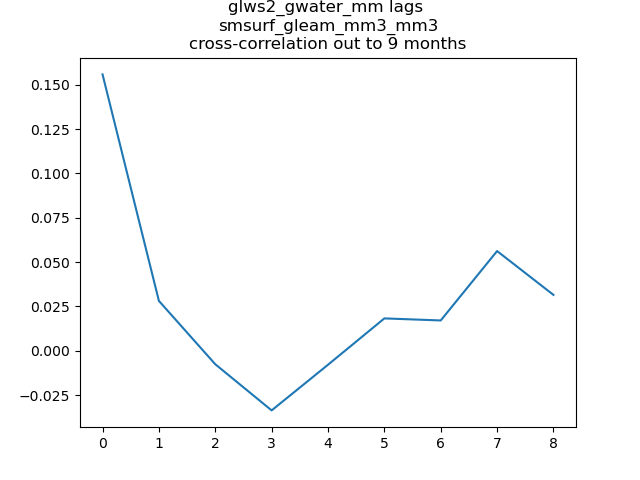 glws2_gwater_mm lags
smsurf_gleam_mm3_mm3
cross-correlation out to 9 months
0.150
0.125
0.100
0.075
0.050
0.025
0.000
−0.025
0 1 2 3 4 5 6 7 8